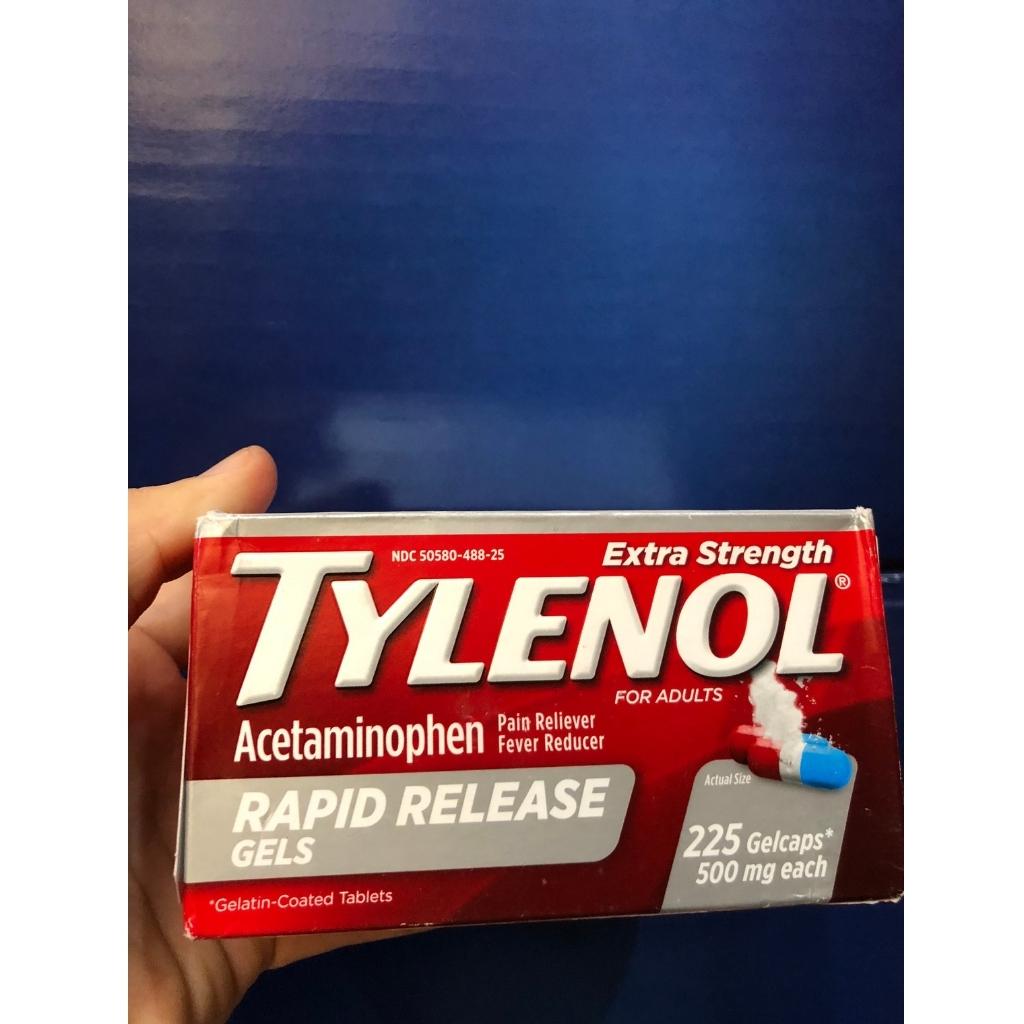 NDC 50580-488-25
Extra Strength
TYLENOL®
FOR ADULTS
Acetaminophen
Pain Reliever
Fever Reducer
RAPID RELEASE
GELS
*Gelatin-Coated Tablets
Actual Size
225 Gelcaps*
500 mg each